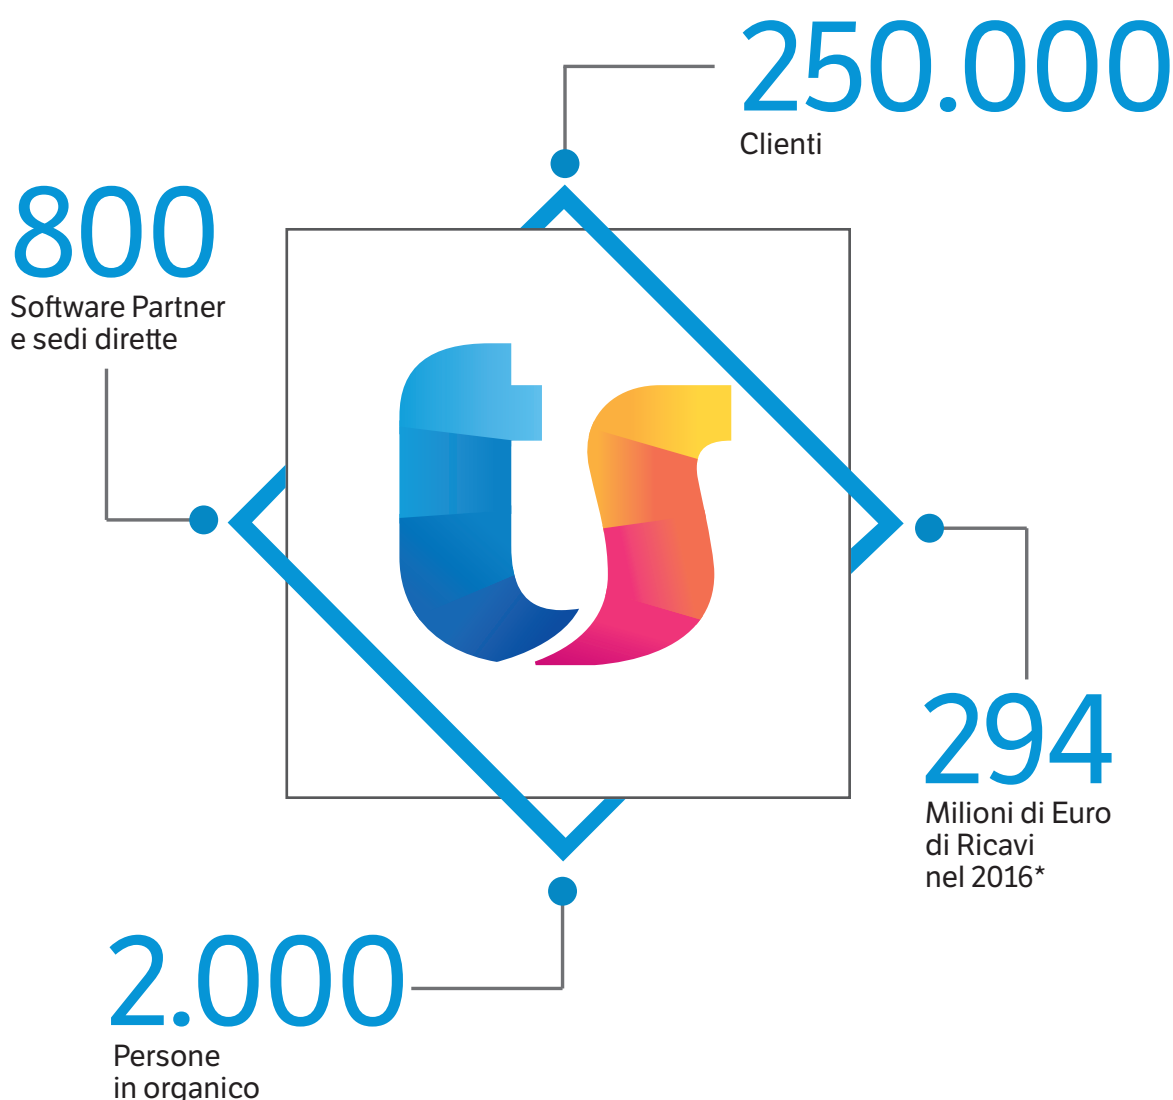 250.000
Clienti
800
Software Partner
e sedi dirette
ts
294
Milioni di Euro
di Ricavi
nel 2016*
2.000
Persone
in organico